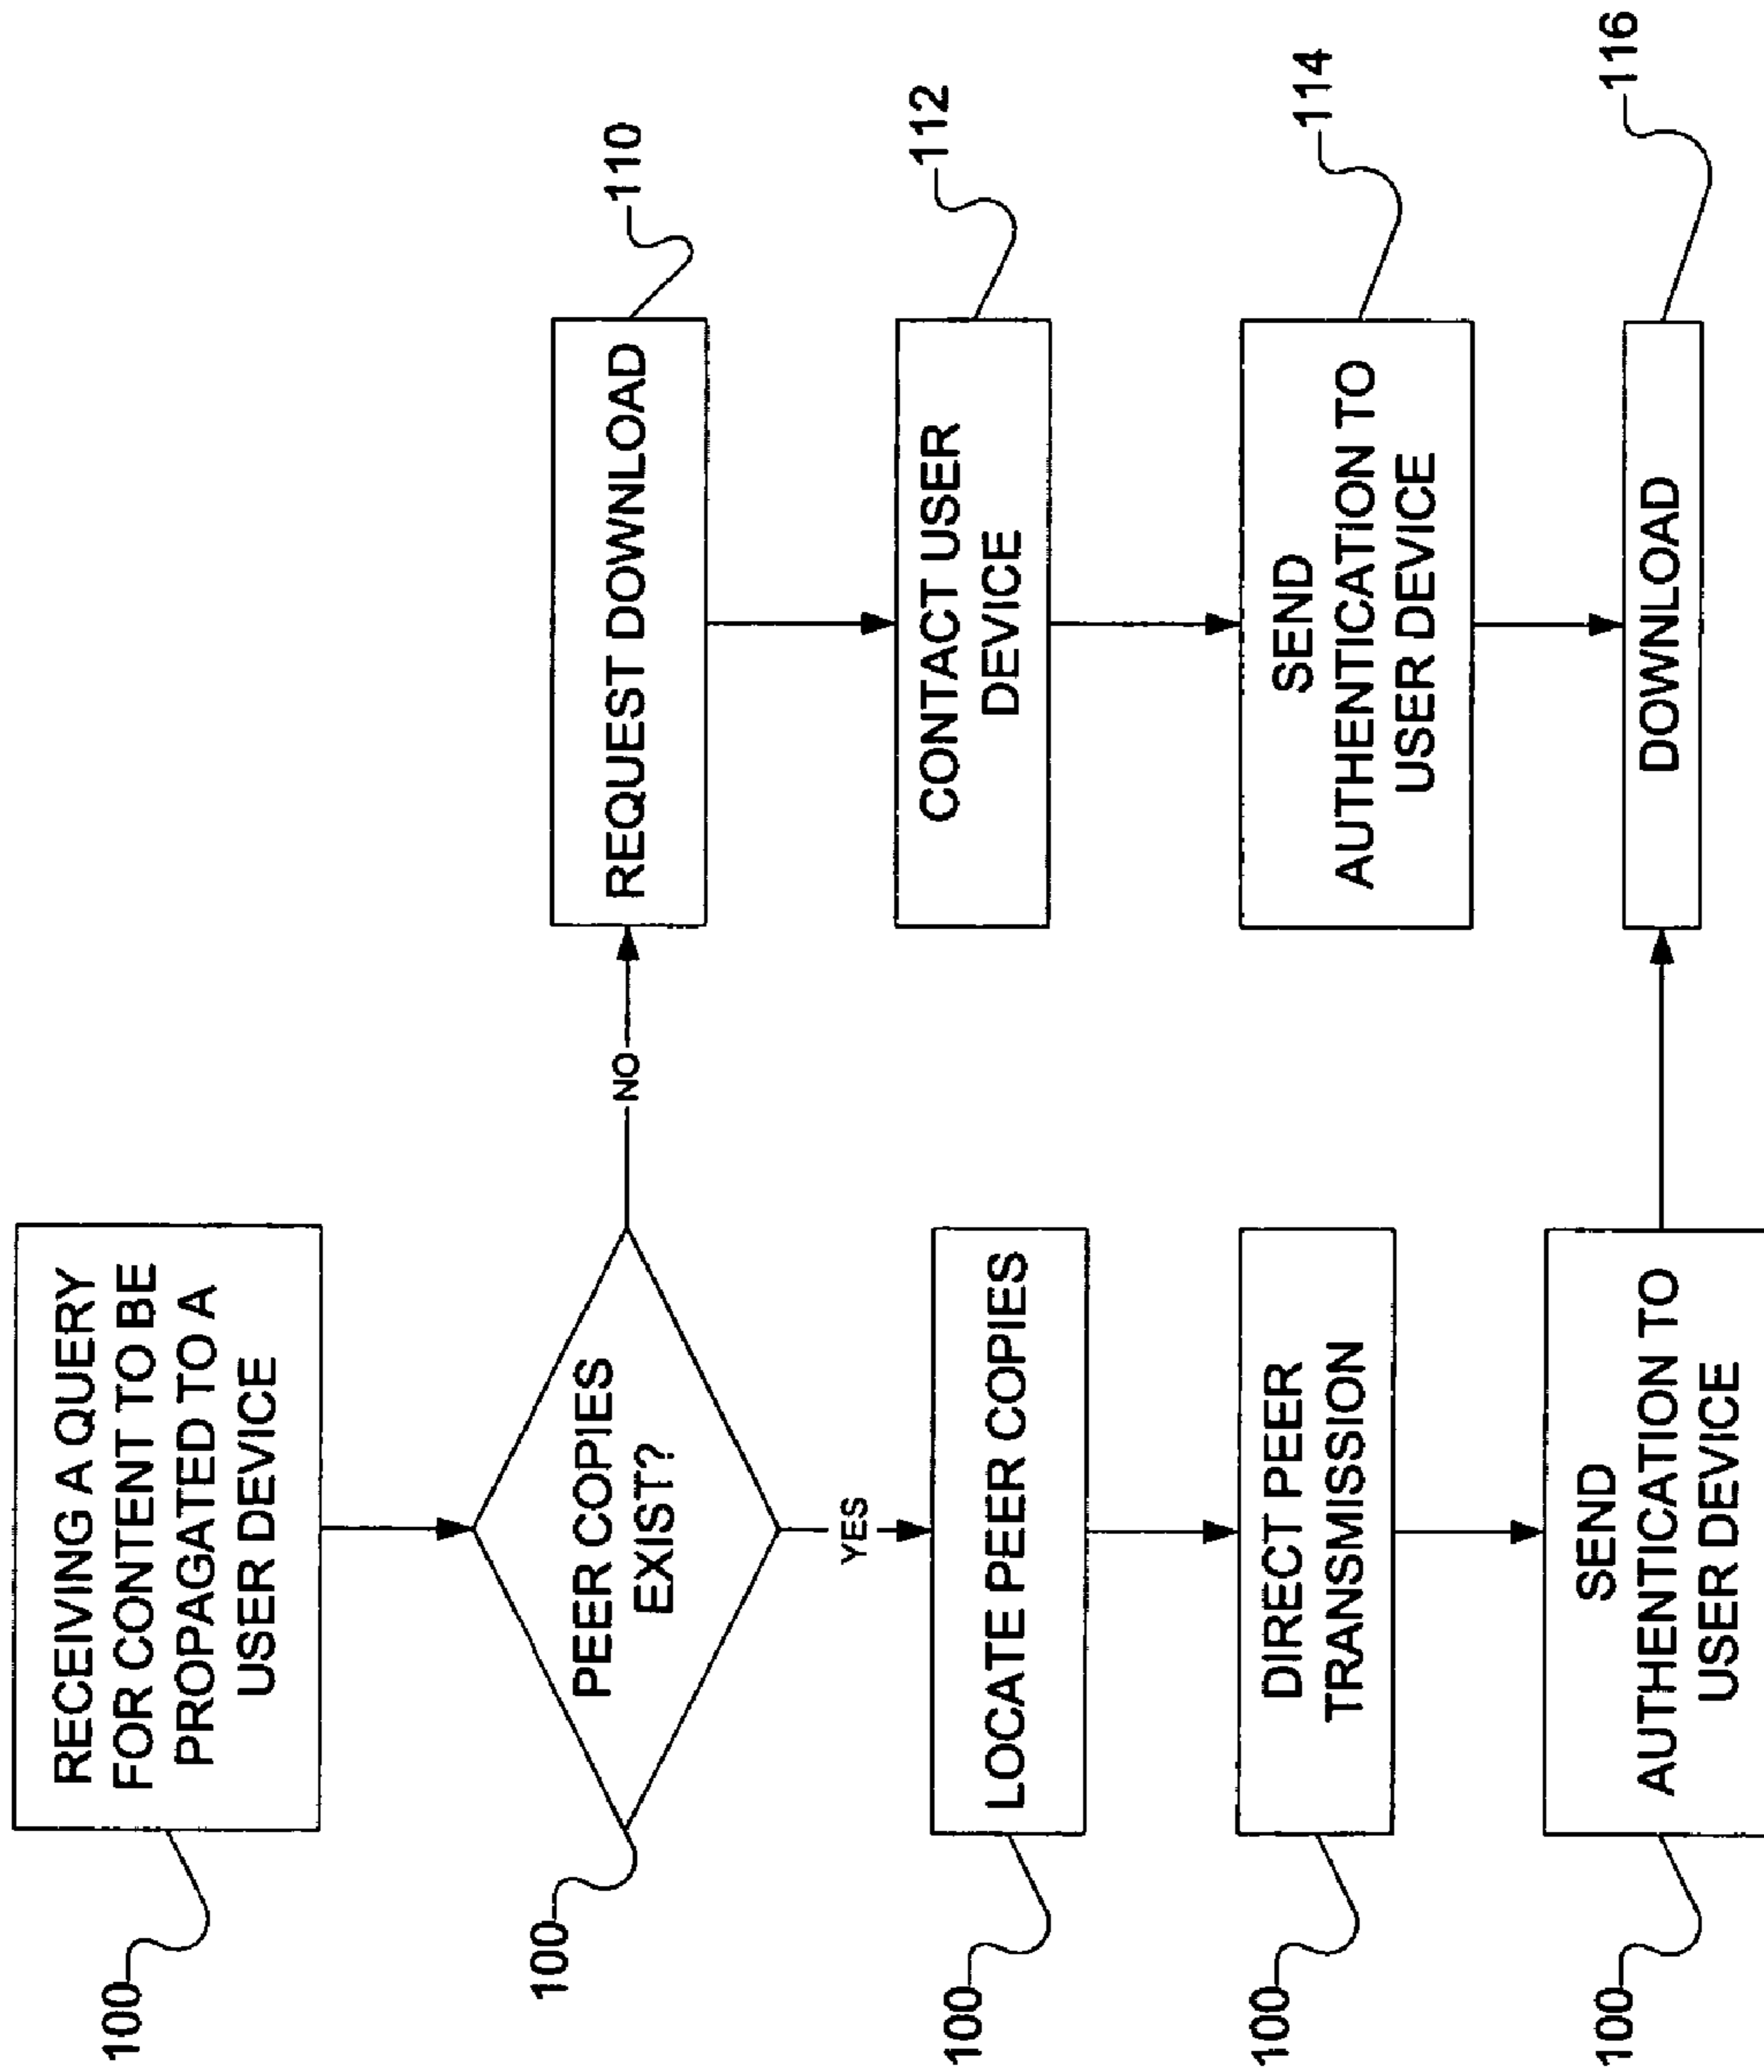 100
RECEIVING A QUERY
FOR CONTENT TO BE
PROPAGATED TO A
USER DEVICE
100
PEER COPIES
EXIST?
NO
REQUEST DOWNLOAD
110
YES
100
LOCATE PEER COPIES
CONTACT USER
DEVICE
112
100
DIRECT PEER
TRANSMISSION
SEND
AUTHENTICATION TO
USER DEVICE
114
100
SEND
AUTHENTICATION TO
USER DEVICE
DOWNLOAD
116